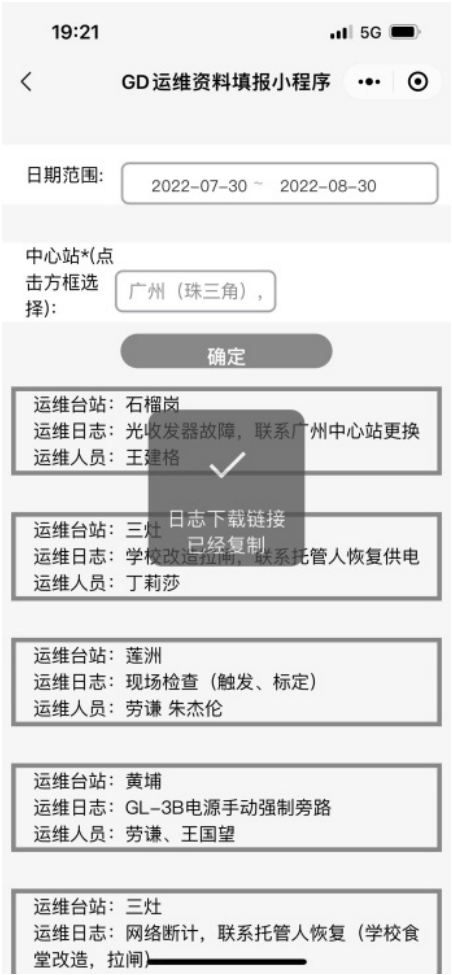 19:21
5G
GD运维资料填报小程序
日期范围:
2022-07-30 ~ 2022-08-30
中心站*(点
击方框选
择):
广州（珠三角）,
确定
运维台站：石榴岗
运维日志：光收发器故障，联系广州中心站更换
运维人员：王建格
日志下载链接
已经复制
运维台站：三灶
运维日志：学校改造拉闸，联系托管人恢复供电
运维人员：丁莉莎
运维台站：莲洲
运维日志：现场检查（触发、标定）
运维人员：劳谦 朱杰伦
运维台站：黄埔
运维日志：GL-3B电源手动强制旁路
运维人员：劳谦、王国望
运维台站：三灶
运维日志：网络断计，联系托管人恢复（学校食
堂改造，拉闸）